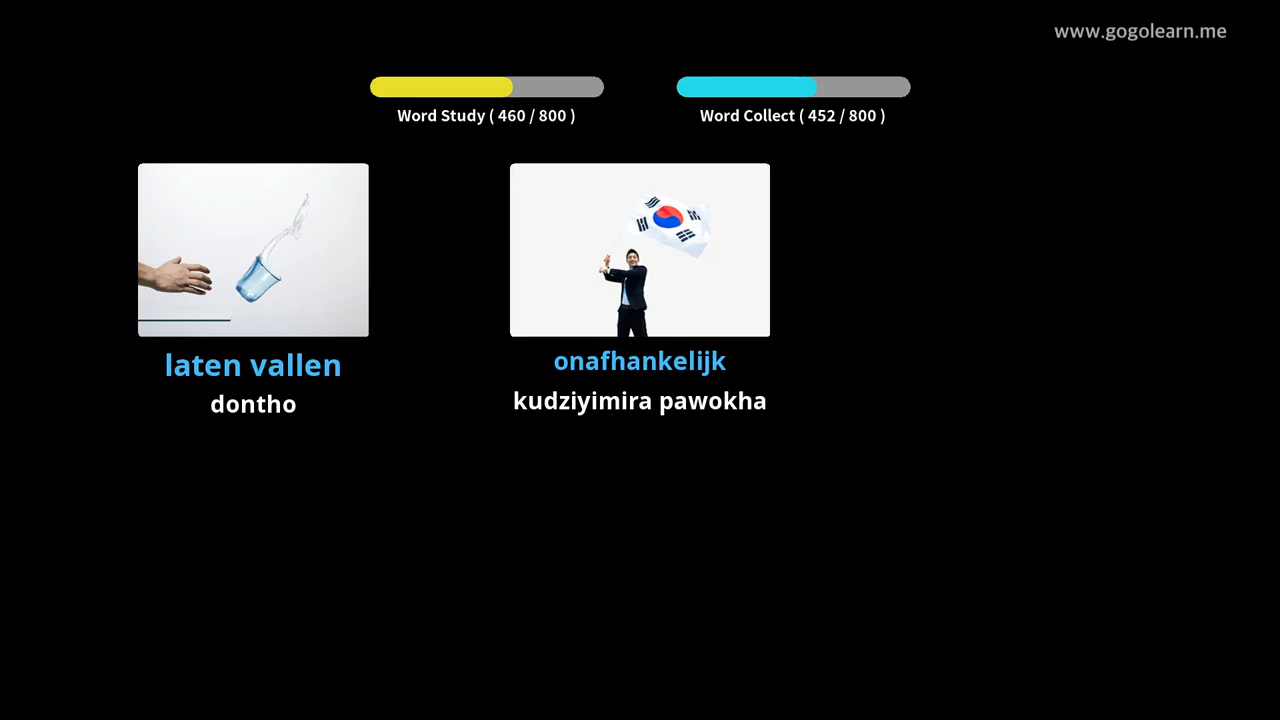 www.gogolearn.me
Word Study ( 460 / 800 )
Word Collect ( 452 / 800 )
laten vallen
dontho
onafhankelijk
kudziyimira pawokha